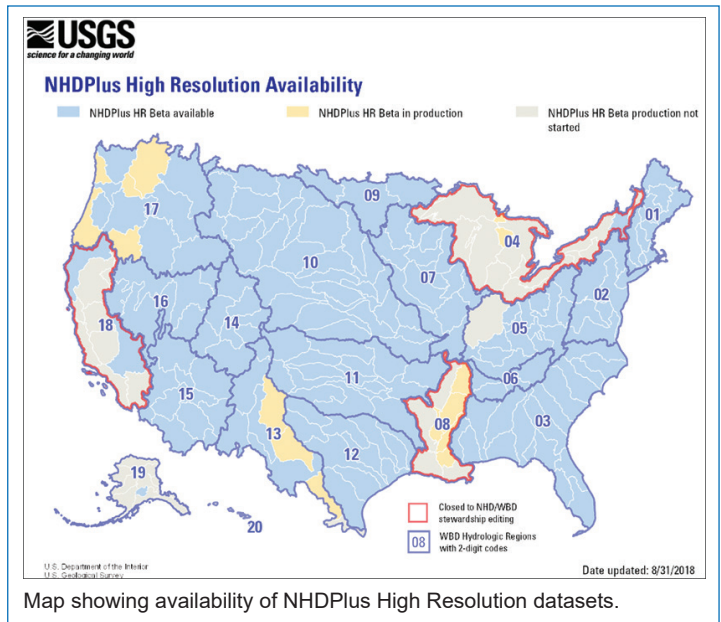 USGS
science for a changing world
NHDPlus High Resolution Availability
NHDPlus HR Beta available
NHDPlus HR Beta in production
NHDPlus HR Beta production not
started
09
01
17
04
10
07
02
16
18
14
05
11
06
15
03
08
13
12
19
20
Closed to NHD/WBD
stewardship editing
08
WBD Hydrologic Regions
with 2-digit codes
U.S. Department of the Interior
U.S. Geological Survey
Date updated: 8/31/2018
Map showing availability of NHDPlus High Resolution datasets.